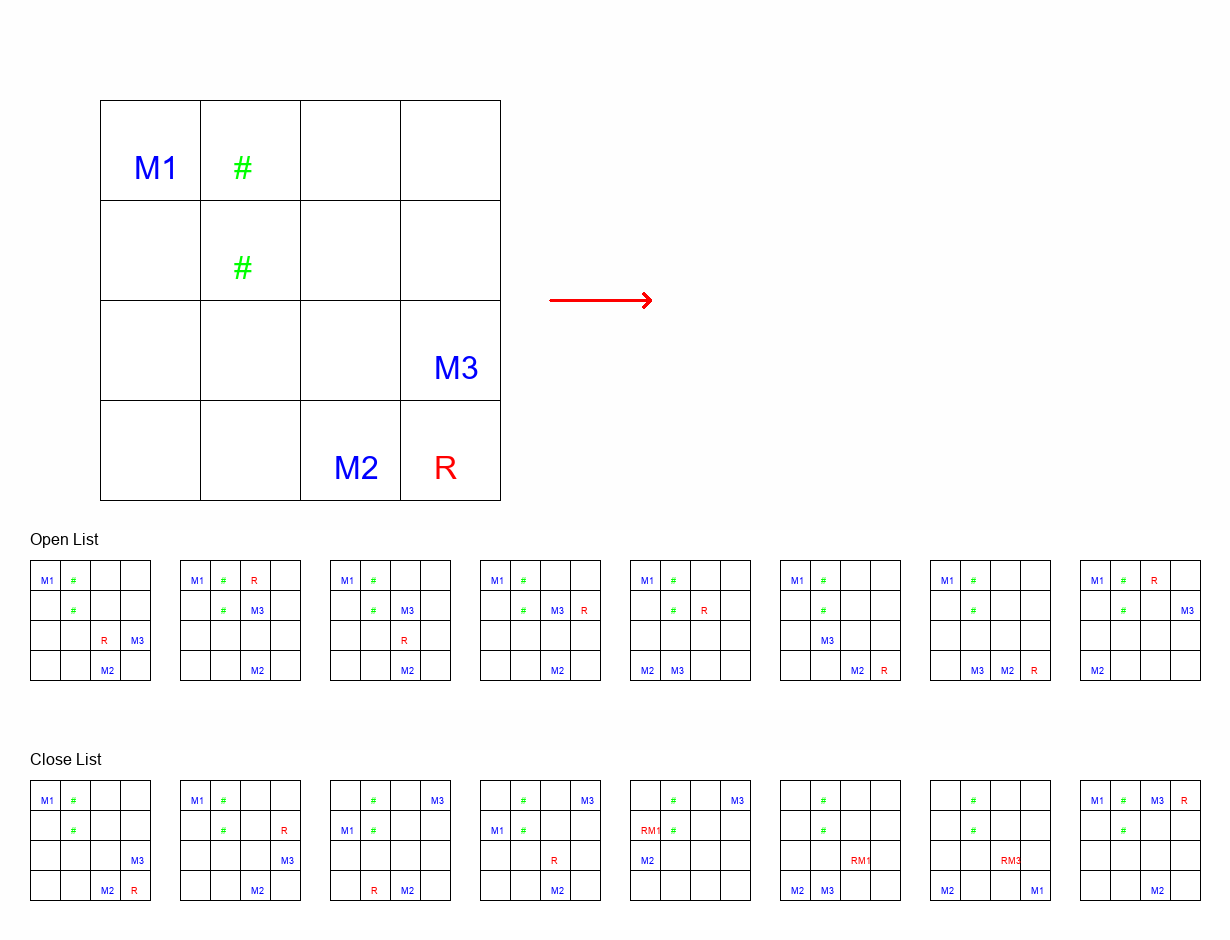 M1 #
#
M3
M2 R
Open List
M1 # M1 # R M1 # M1 # M1 # M1 # M1 # M1 # R
# # M3 # M3 # M3 R # R # # # M3
R M3 R M3
M2 M2 M2 M2 M2 M3 M2 R M3 M2 R M2
Close List
M1 # M1 # # M3 # M3 # M3 # # M1 # M3 R
# # R M1 # M1 # RM1 # # # #
M3 M3 R M2 RM1 RM3
M2 R M2 R M2 M2 M2 M3 M2 M1 M2